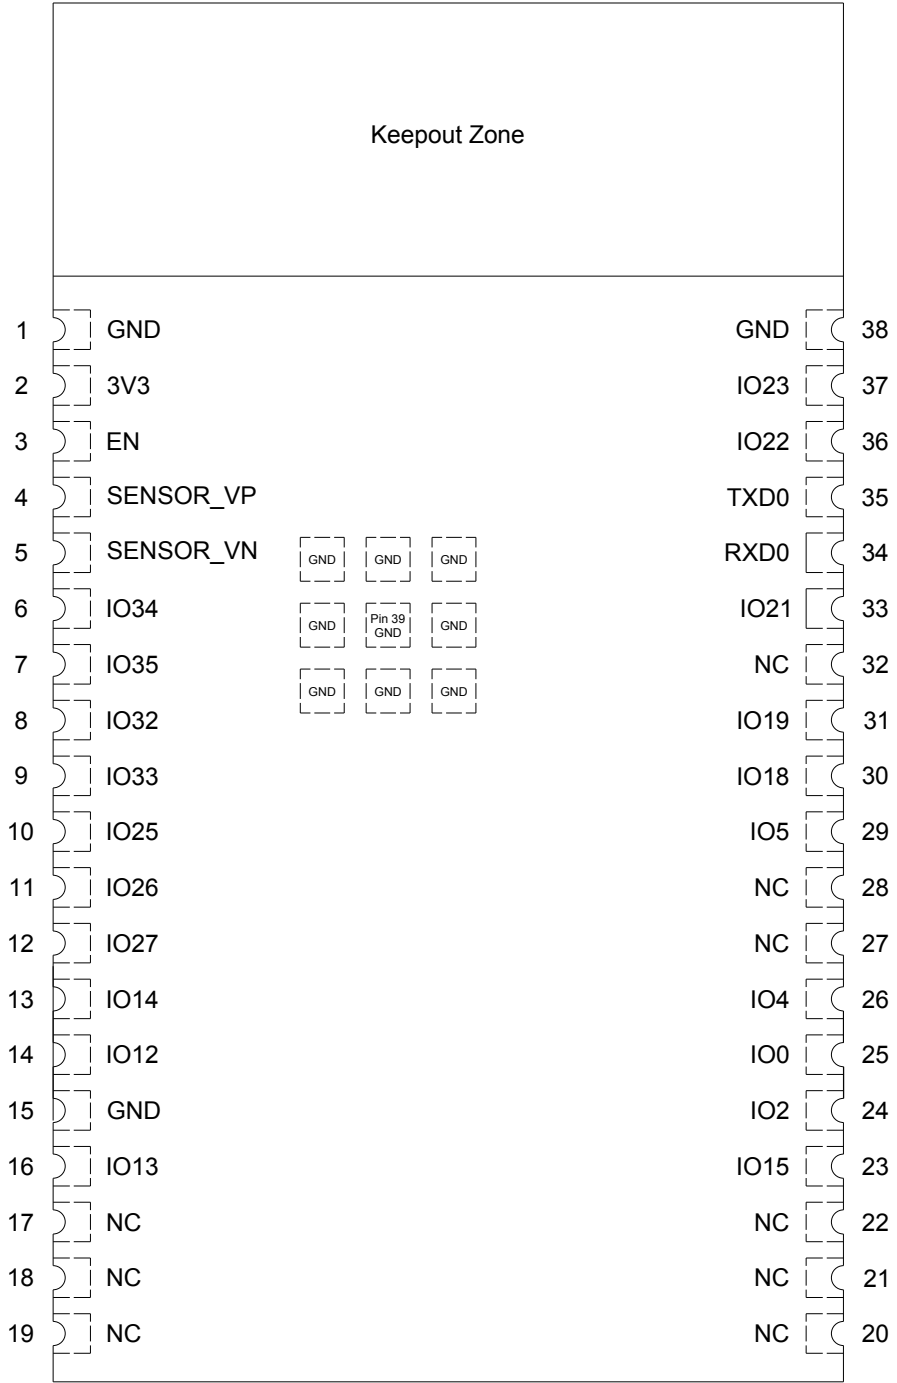 Keepout Zone
1 GND GND 38
2 3V3 IO23 37
3 EN IO22 36
4 SENSOR_VP TXD0 35
5 SENSOR_VN GND GND GND RXD0 34
6 IO34 GND Pin 39 GND GND IO21 33
7 IO35 GND GND GND NC 32
8 IO32 IO19 31
9 IO33 IO18 30
10 IO25 IO5 29
11 IO26 NC 28
12 IO27 NC 27
13 IO14 IO4 26
14 IO12 IO0 25
15 GND IO2 24
16 IO13 IO15 23
17 NC NC 22
18 NC NC 21
19 NC NC 20